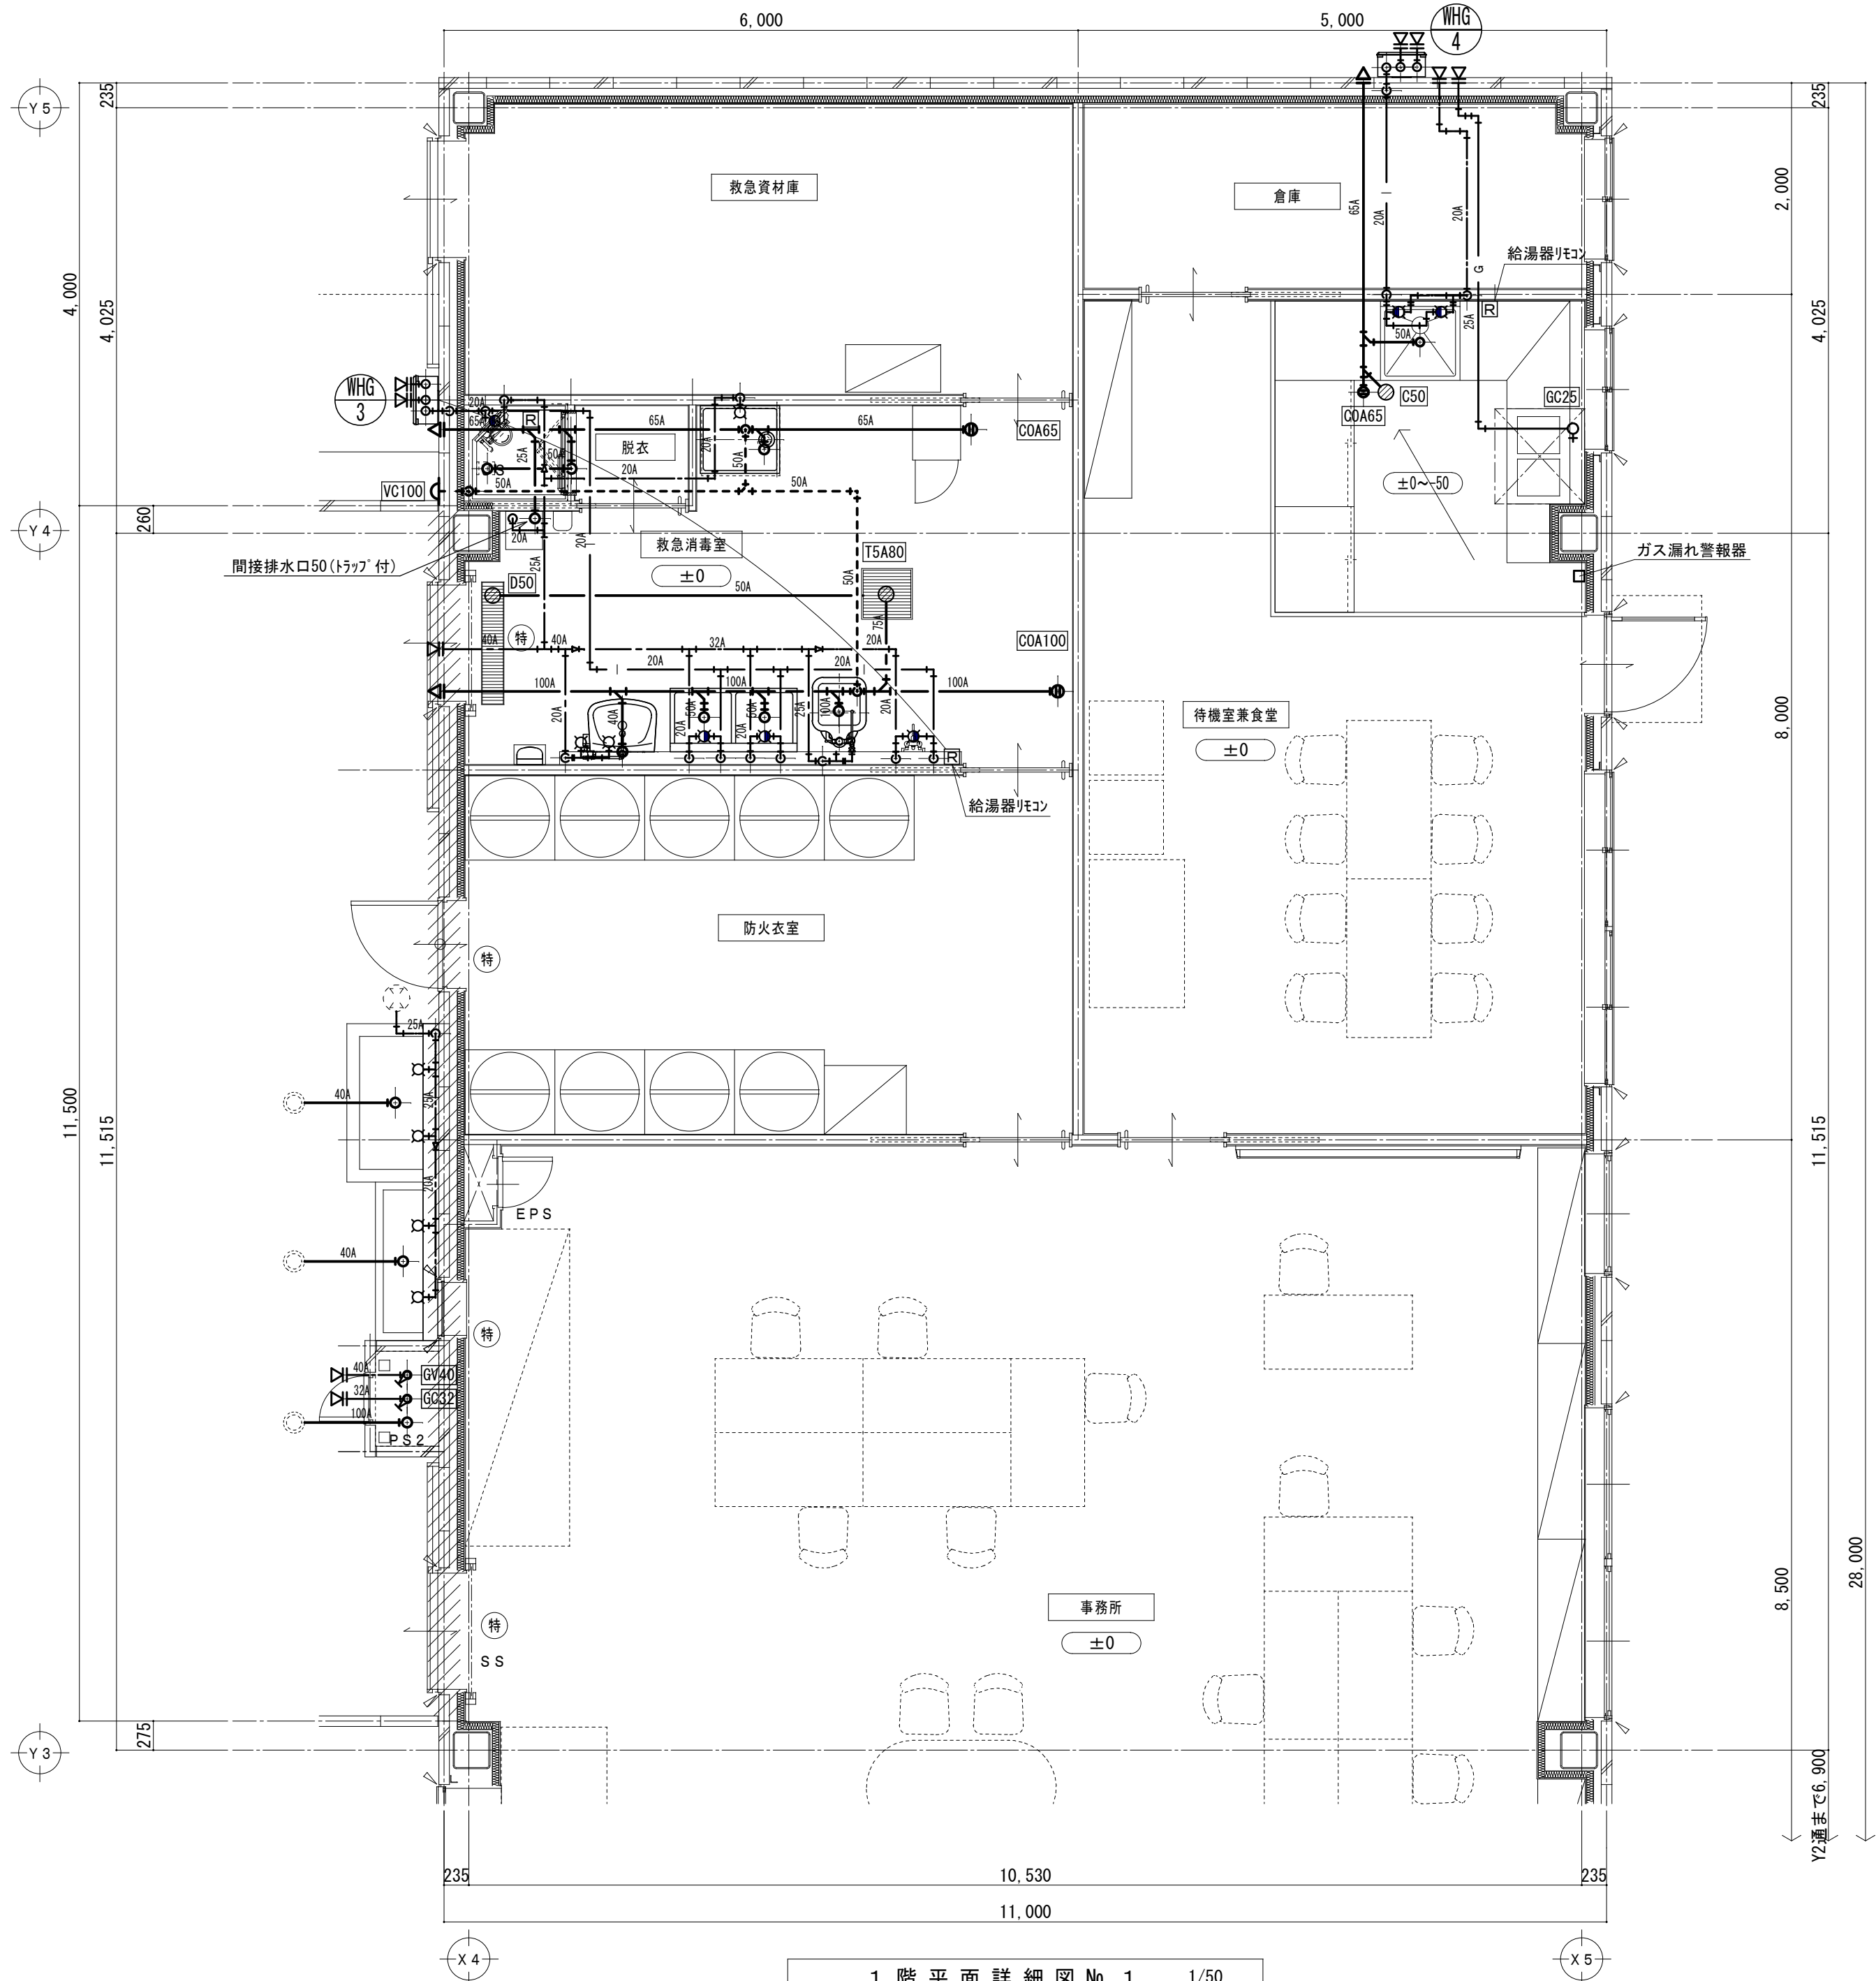 6,000
5,000
WHG
4
Y5
235
235
救急資材庫
倉庫
2,000
65A
20A
20A
G
給湯器ﾘﾓｺﾝ
R
4,000
4,025
4,025
50A
25A
WHG
3
20A
65A
R
65A
65A
COA65
COA65
C50
GC25
脱衣
25A
50A
20A
50A
20A
VC100
50A
50A
±0~-50
Y4
260
20A
20A
25A
救急消毒室
T5A80
間接排水口50(ﾄﾗｯﾌﾟ付)
±0
50A
ガス漏れ警報器
D50
50A
75A
特
40A
40A
32A
20A
COA100
20A
20A
100A
100A
100A
20A
40A
20A
50A
20A
50A
25A
100A
20A
R
待機室兼食堂
±0
8,000
給湯器ﾘﾓｺﾝ
防火衣室
特
25A
40A
25A
11,500
11,515
11,515
20A
EPS
40A
特
40A
GV40
32A
GC32
100A
PS2
28,000
8,500
事務所
特
±0
SS
275
Y3
L
Y2通まで6,900
235
10,530
235
11,000
X4
X5
1階平面詳細図№ 1 1/50